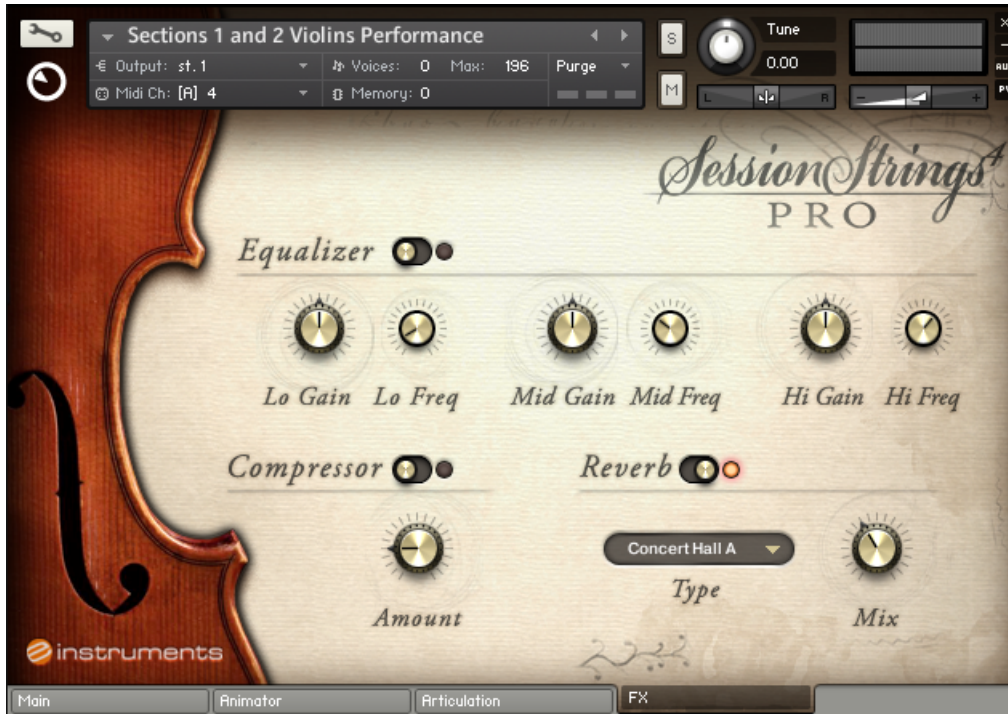 Sections 1 and 2 Violins Performance
Output: st.1
Voices: 0 Max: 196
Purge
Midi Ch: [A] 4
Memory: 0
S
M
Tune
0.00
L
R
SessionStrings
PRO
Equalizer
Lo Gain
Lo Freq
Mid Gain
Mid Freq
Hi Gain
Hi Freq
Compressor
Reverb
Concert Hall A
Type
Amount
Mix
instruments
Main
Animator
Articulation
FX